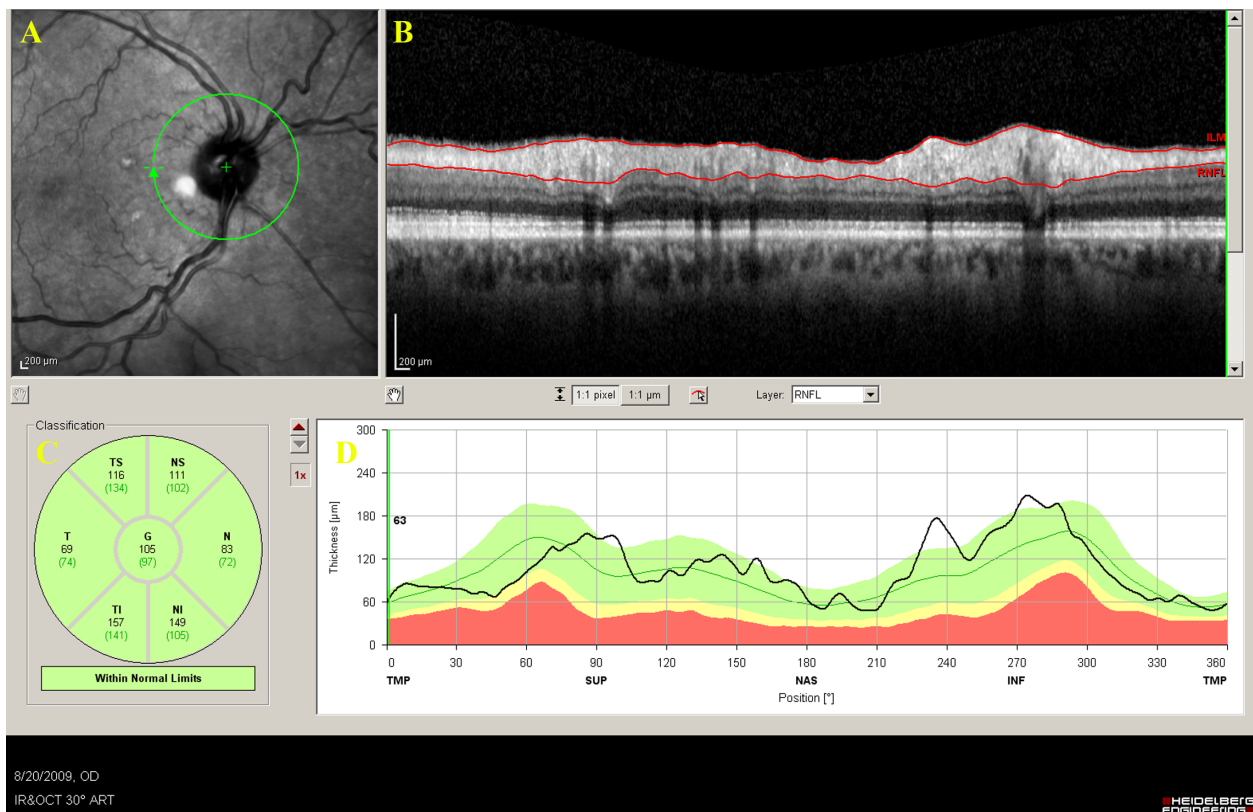 A
200 µm
B
ILM
RNFL
200 µm
1:1 pixel 1:1 µm Layer: RNFL
Classification
C
TS
116
(134)
NS
111
(102)
T
69
(74)
G
105
(97)
N
83
(72)
TI
157
(141)
NI
149
(105)
Within Normal Limits
1x
D
Thickness [µm]
300
240
180
120
60
0
63
0 30 60 90 120 150 180 210 240 270 300 330 360
TMP SUP NAS INF TMP
Position [°]
8/20/2009, OD
IR&OCT 30° ART
HEIDELBERG
ENGINEERING